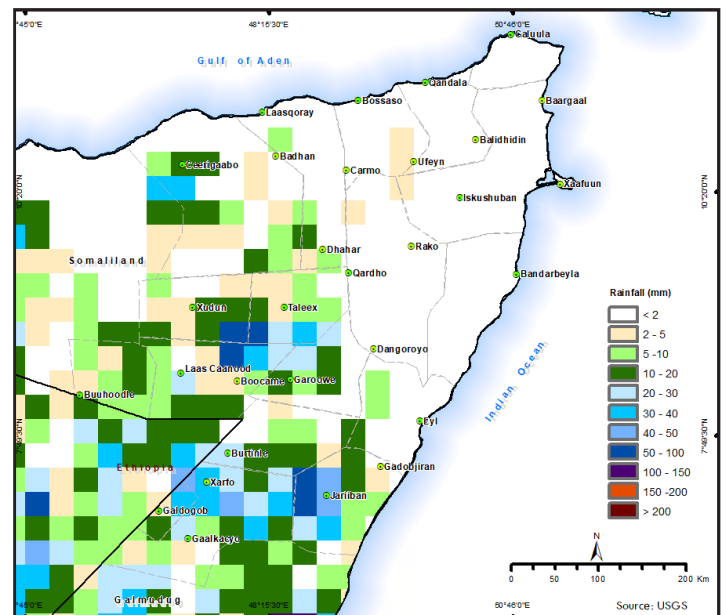 °45'0"E
48°15'30"E
50°46'0"E
Caluula
Gulf of Aden
Qandala
Bossaso
Baargaal
Laasqoray
Balidhidin
Badhan
Ceerigaabo
Ufeyn
Carmo
Xaafuun
10°20'0"N
10°20'0"N
Iskushuban
Rako
Dhahar
Somaliland
Qardho
Bandarbeyla
Rainfall (mm)
Xudun
Taleex
< 2
2 - 5
5 -10
Dangoroyo
10 - 20
Laas Caanood
Garoowe
Boocame
20 - 30
Indian Ocean
Buuhoodle
30 - 40
Eyl
40 - 50
7°49'30"N
7°49'30"N
Burtinle
50 - 100
Ethiopia
Gadobjiran
100 - 150
Xarfo
150 -200
Jariiban
Galdogob
> 200
Gaalkacyo
N
0 50 100 200 Km
Galmudug
Source: USGS
°45'0"E
48°15'30"E
50°46'0"E